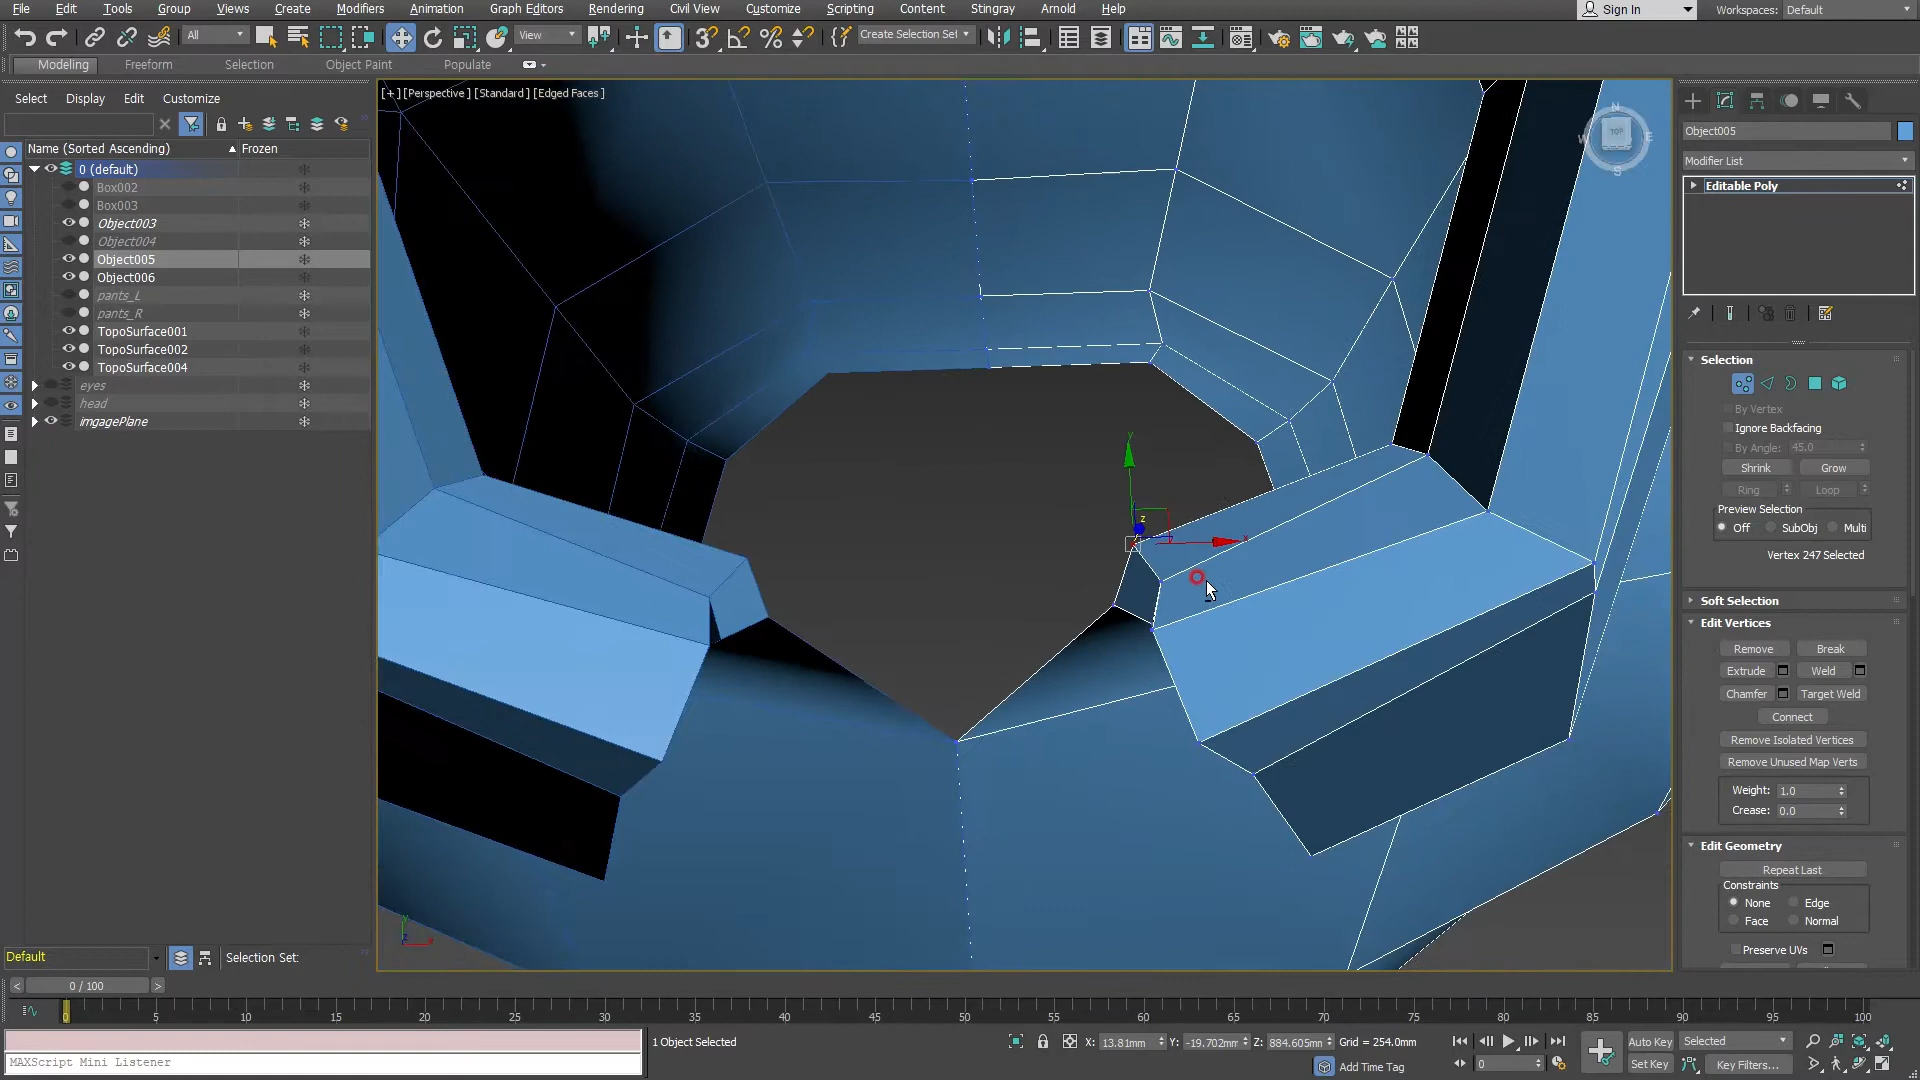 File Edit Tools Group Views Create Modifiers Animation Graph Editors Rendering Civil View Customize Scripting Content Stingray Arnold Help Sign In Workspaces: Default
All View Create Selection Set
Modeling Freeform Selection Object Paint Populate
Select Display Edit Customize
Name (Sorted Ascending) Frozen
0 (default)
Box002
Box003
Object003
Object004
Object005
Object006
pants_L
pants_R
TopoSurface001
TopoSurface002
TopoSurface004
eyes
head
imgagePlane
Default Selection Set:
[+] [Perspective] [Standard] [Edged Faces]
TOP
N
W
E
S
y
z
x
Object005
Modifier List
Editable Poly
Selection
By Vertex
Ignore Backfacing
By Angle: 45.0
Shrink Grow
Ring Loop
Preview Selection
Off SubObj Multi
Vertex 247 Selected
Soft Selection
Edit Vertices
Remove Break
Extrude Weld
Chamfer Target Weld
Connect
Remove Isolated Vertices
Remove Unused Map Verts
Weight: 1.0
Crease: 0.0
Edit Geometry
Repeat Last
Constraints
None Edge
Face Normal
Preserve UVs
< 0 / 100 >
0 5 10 15 20 25 30 35 40 45 50 55 60 65 70 75 80 85 90 95 100
1 Object Selected X: 13.81mm Y: -19.702mm Z: 884.605mm Grid = 254.0mm Auto Key Selected
MAXScript Mini Listener Add Time Tag 0 Set Key Key Filters...